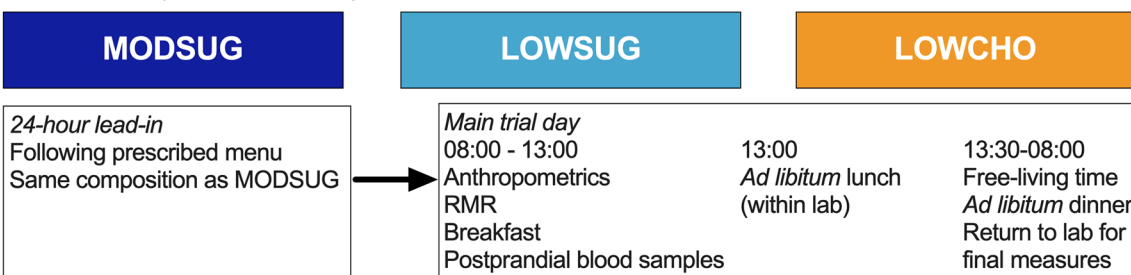 MODSUG LOWSUG LOWCHO
24-hour lead-in
Following prescribed menu
Same composition as MODSUG
Main trial day
08:00 - 13:00
Anthropometrics
RMR
Breakfast
Postprandial blood samples
13:00
Ad libitum lunch
(within lab)
13:30-08:00
Free-living time
Ad libitum dinner
Return to lab for
final measures